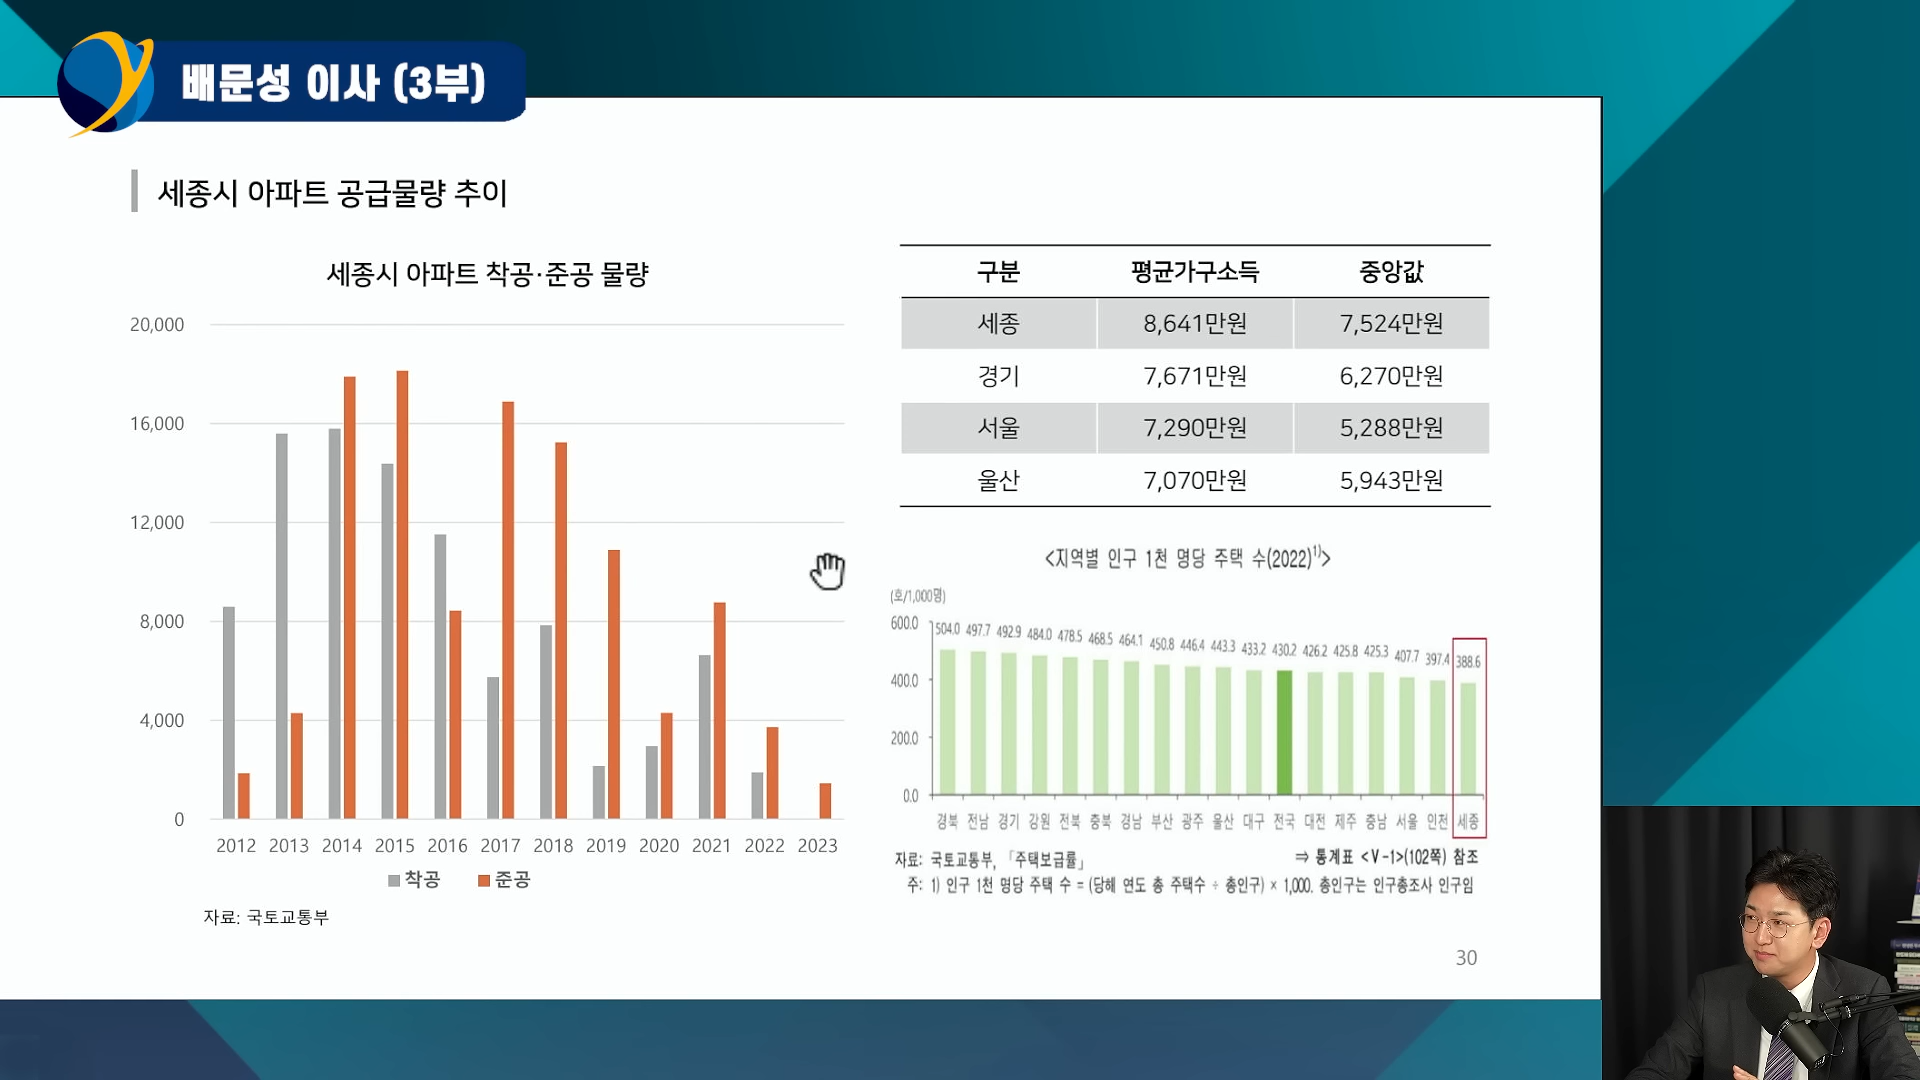 배문성 이사 (3부)
세종시 아파트 공급물량 추이
세종시 아파트 착공·준공 물량
20,000
16,000
12,000
8,000
4,000
0
2012 2013 2014 2015 2016 2017 2018 2019 2020 2021 2022 2023
착공 준공
자료: 국토교통부
구분 평균가구소득 중앙값
세종 8,641만원 7,524만원
경기 7,671만원 6,270만원
서울 7,290만원 5,288만원
울산 7,070만원 5,943만원
<지역별 인구 1천 명당 주택 수(2022)1)>
(호/1,000명)
600.0
400.0
200.0
0.0
504.0 497.7 492.9 484.0 478.5 468.5 464.1 450.8 446.4 443.3 433.2 430.2 426.2 425.8 425.3 407.7 397.4 388.6
경북 전남 경기 강원 전북 충북 경남 부산 광주 울산 대구 전국 대전 제주 충남 서울 인천 세종
자료: 국토교통부, 「주택보급률」 ⇒ 통계표 <Ⅴ-1>(102쪽) 참조
주: 1) 인구 1천 명당 주택 수 = (당해 연도 총 주택수 ÷ 총인구) × 1,000. 총인구는 인구총조사 인구임
30